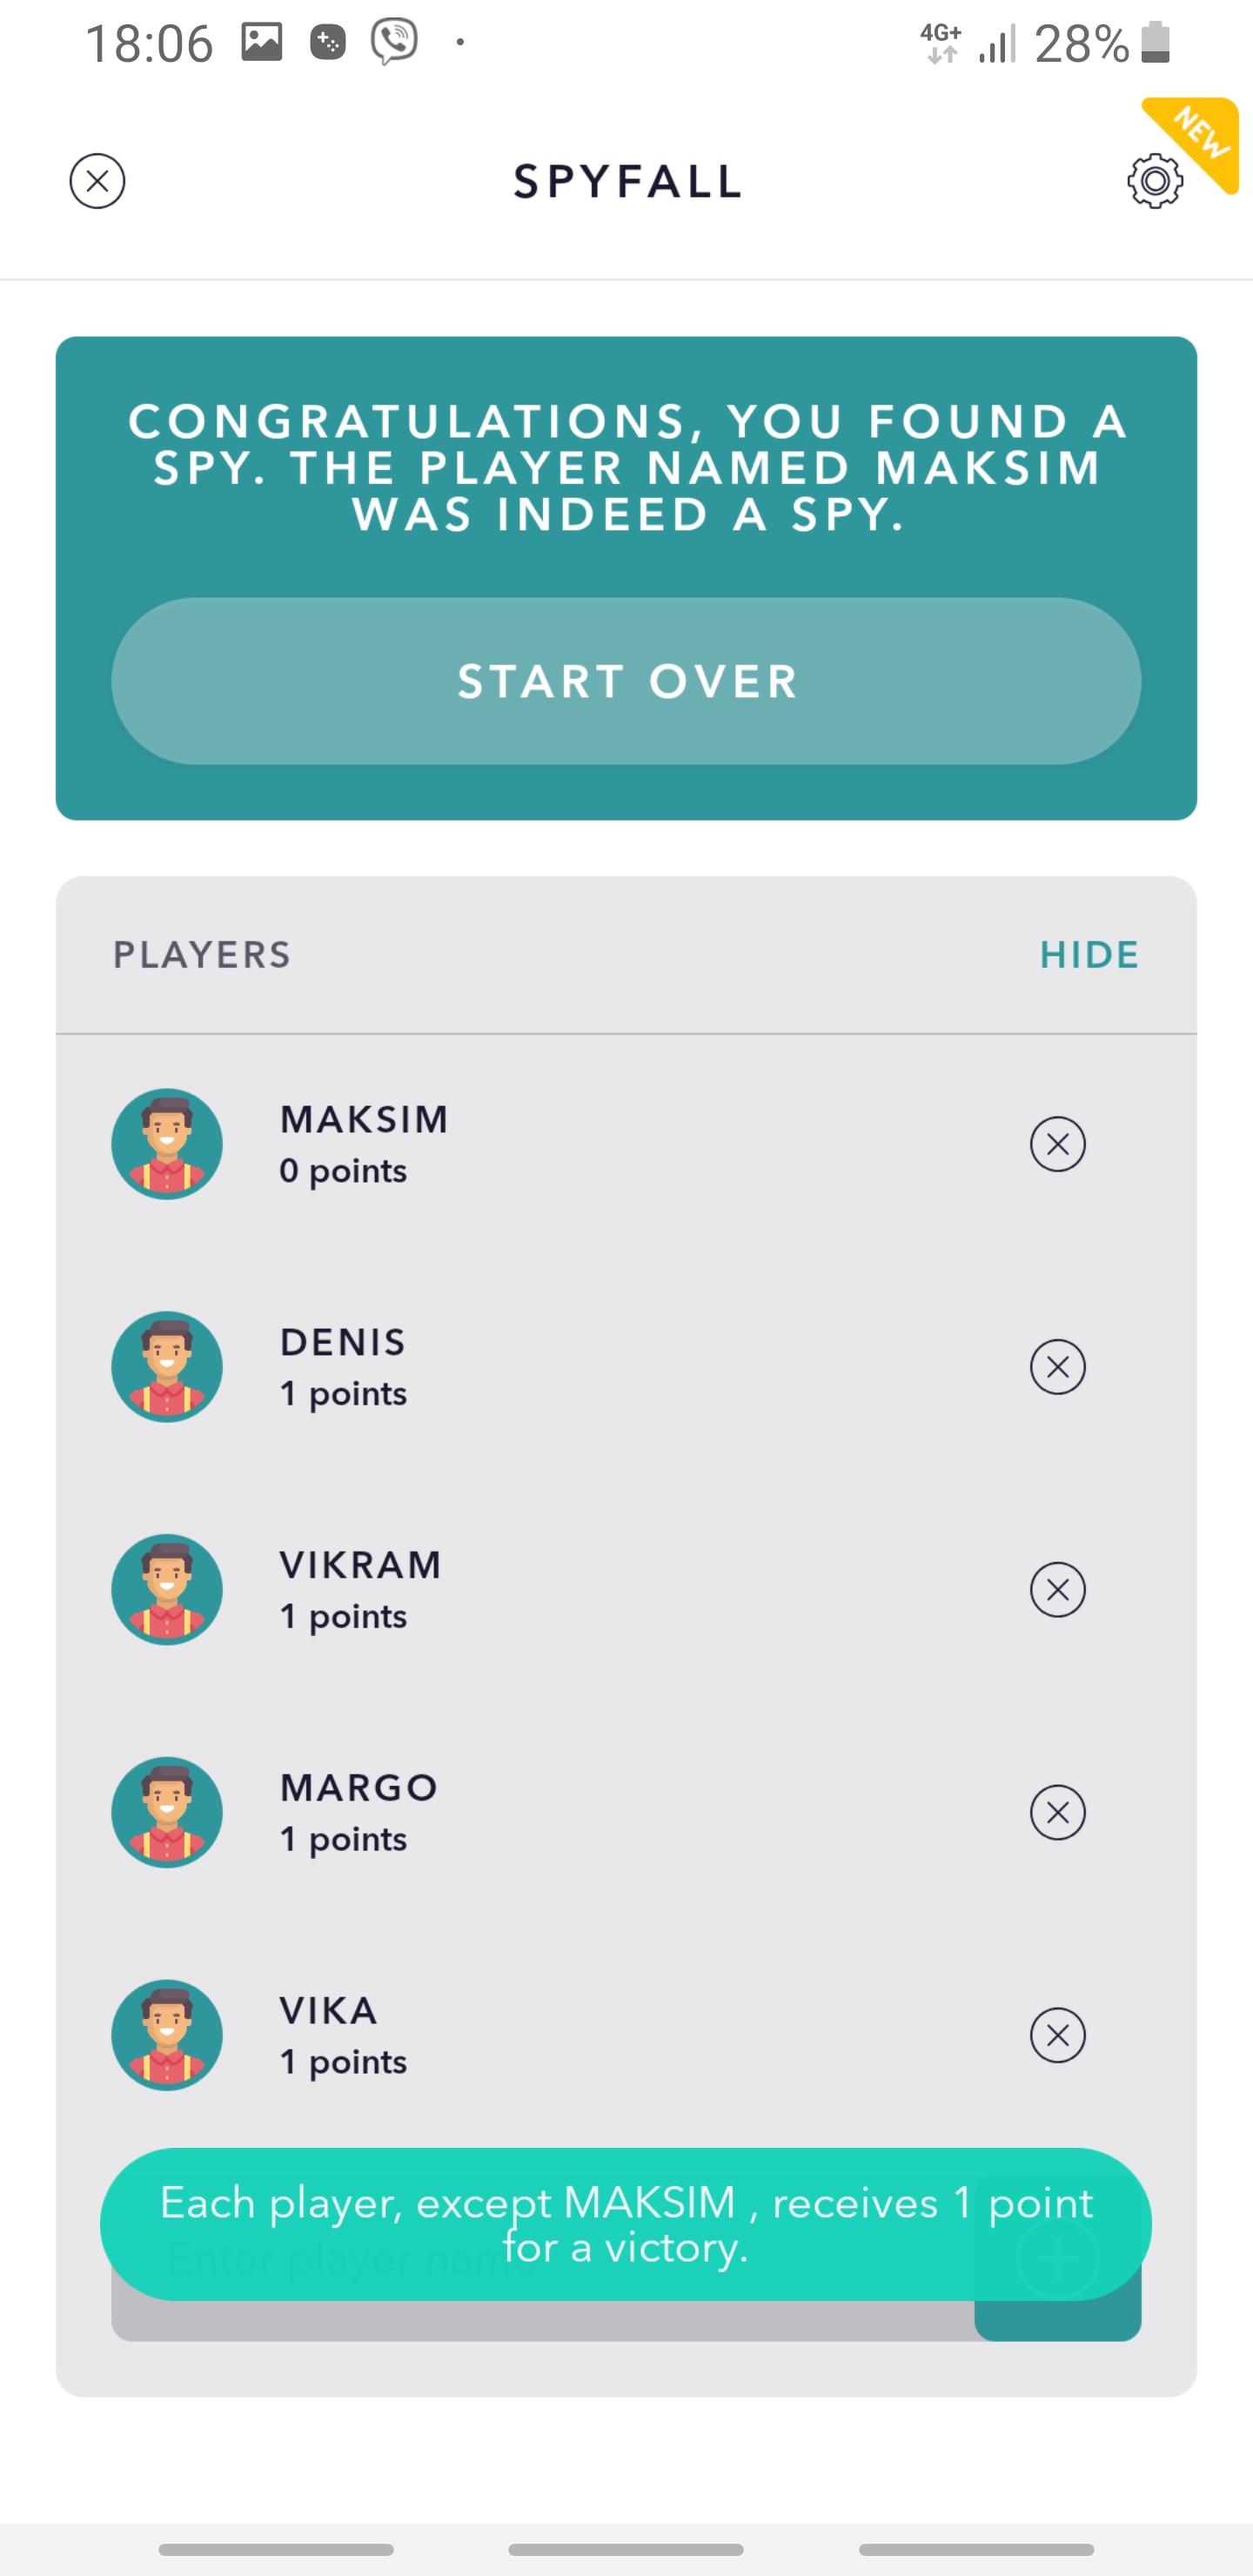 18:06
4G+
28%
NEW
SPYFALL
CONGRATULATIONS, YOU FOUND A
SPY. THE PLAYER NAMED MAKSIM
WAS INDEED A SPY.
START OVER
PLAYERS
HIDE
MAKSIM
0 points
DENIS
1 points
VIKRAM
1 points
MARGO
1 points
VIKA
1 points
Each player, except MAKSIM , receives 1 point
for a victory.
Enter player